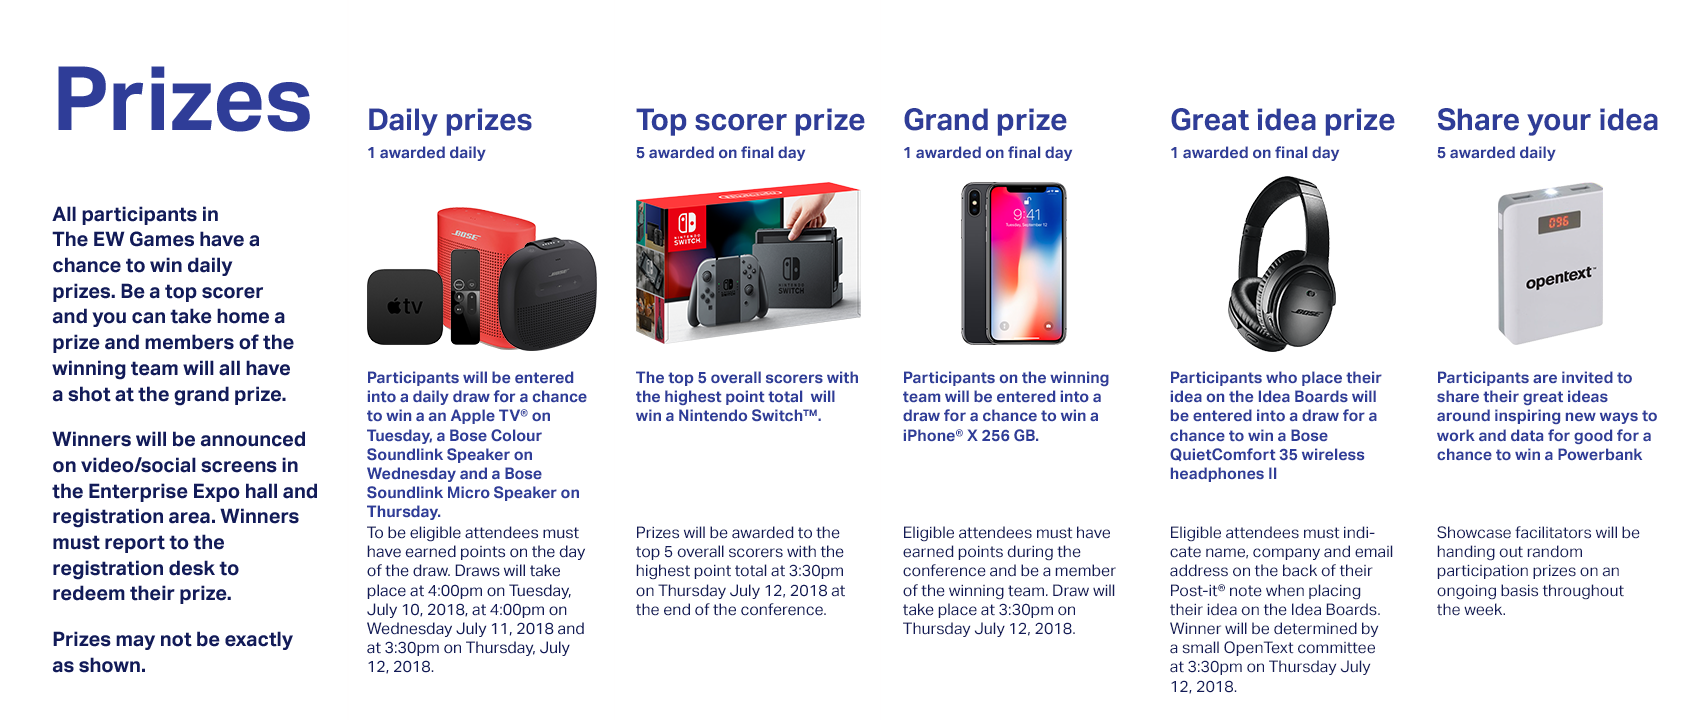 Prizes
All participants in
The EW Games have a
chance to win daily
prizes. Be a top scorer
and you can take home a
prize and members of the
winning team will all have
a shot at the grand prize.
Winners will be announced
on video/social screens in
the Enterprise Expo hall and
registration area. Winners
must report to the
registration desk to
redeem their prize.
Prizes may not be exactly
as shown.
Daily prizes
1 awarded daily
BOSE
tv
BOSE
Participants will be entered
into a daily draw for a chance
to win a an Apple TV® on
Tuesday, a Bose Colour
Soundlink Speaker on
Wednesday and a Bose
Soundlink Micro Speaker on
Thursday.
To be eligible attendees must
have earned points on the day
of the draw. Draws will take
place at 4:00pm on Tuesday,
July 10, 2018, at 4:00pm on
Wednesday July 11, 2018 and
at 3:30pm on Thursday, July
12, 2018.
Top scorer prize
5 awarded on final day
NINTENDO
SWITCH
NINTENDO
SWITCH
The top 5 overall scorers with
the highest point total  will
win a Nintendo Switch™.
Prizes will be awarded to the
top 5 overall scorers with the
highest point total at 3:30pm
on Thursday July 12, 2018 at
the end of the conference.
Grand prize
1 awarded on final day
9:41
Tuesday, September 12
Participants on the winning
team will be entered into a
draw for a chance to win a
iPhone® X 256 GB.
Eligible attendees must have
earned points during the
conference and be a member
of the winning team. Draw will
take place at 3:30pm on
Thursday July 12, 2018.
Great idea prize
1 awarded on final day
BOSE
Participants who place their
idea on the Idea Boards will
be entered into a draw for a
chance to win a Bose
QuietComfort 35 wireless
headphones II
Eligible attendees must indi-
cate name, company and email
address on the back of their
Post-it® note when placing
their idea on the Idea Boards.
Winner will be determined by
a small OpenText committee
at 3:30pm on Thursday July
12, 2018.
Share your idea
5 awarded daily
096
opentext™
Participants are invited to
share their great ideas
around inspiring new ways to
work and data for good for a
chance to win a Powerbank
Showcase facilitators will be
handing out random
participation prizes on an
ongoing basis throughout
the week.